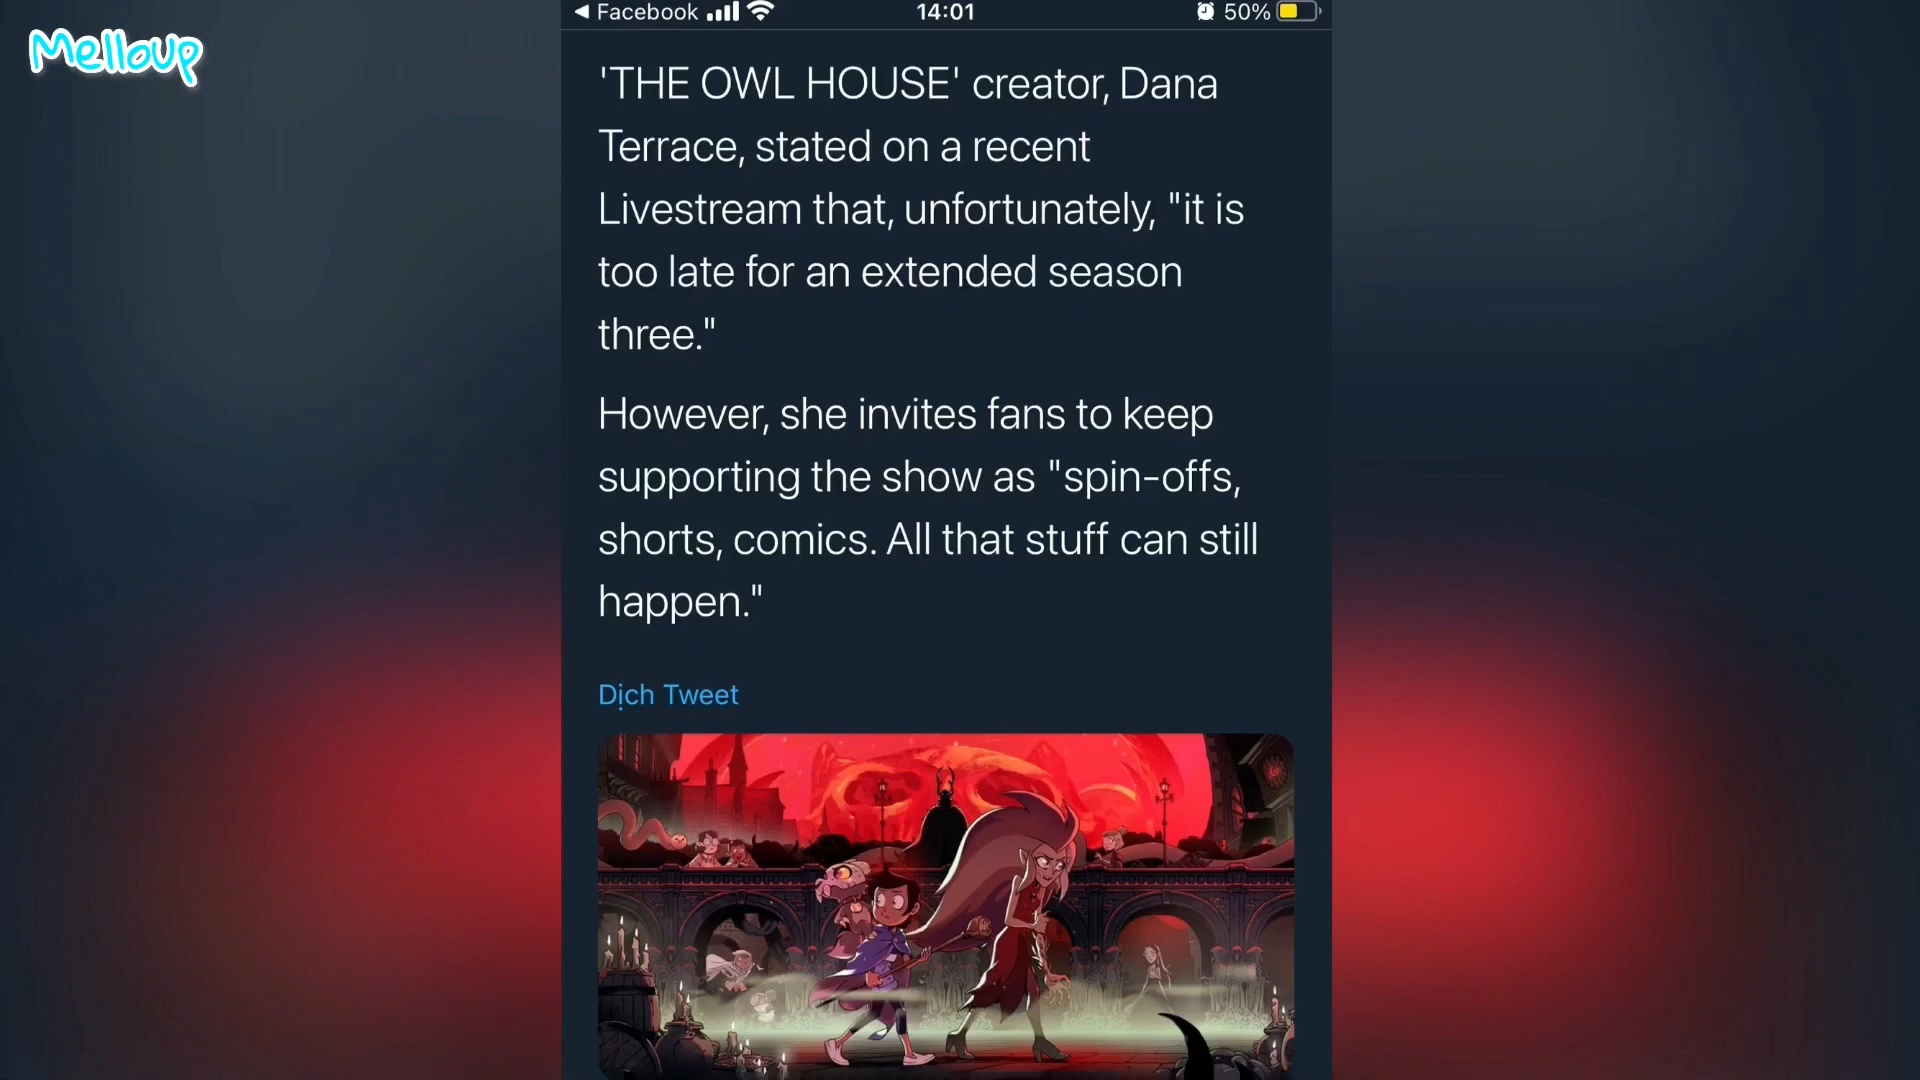 Melloup
◀ Facebook 14:01 50%
'THE OWL HOUSE' creator, Dana
Terrace, stated on a recent
Livestream that, unfortunately, "it is
too late for an extended season
three."
However, she invites fans to keep
supporting the show as "spin-offs,
shorts, comics. All that stuff can still
happen."
Dịch Tweet